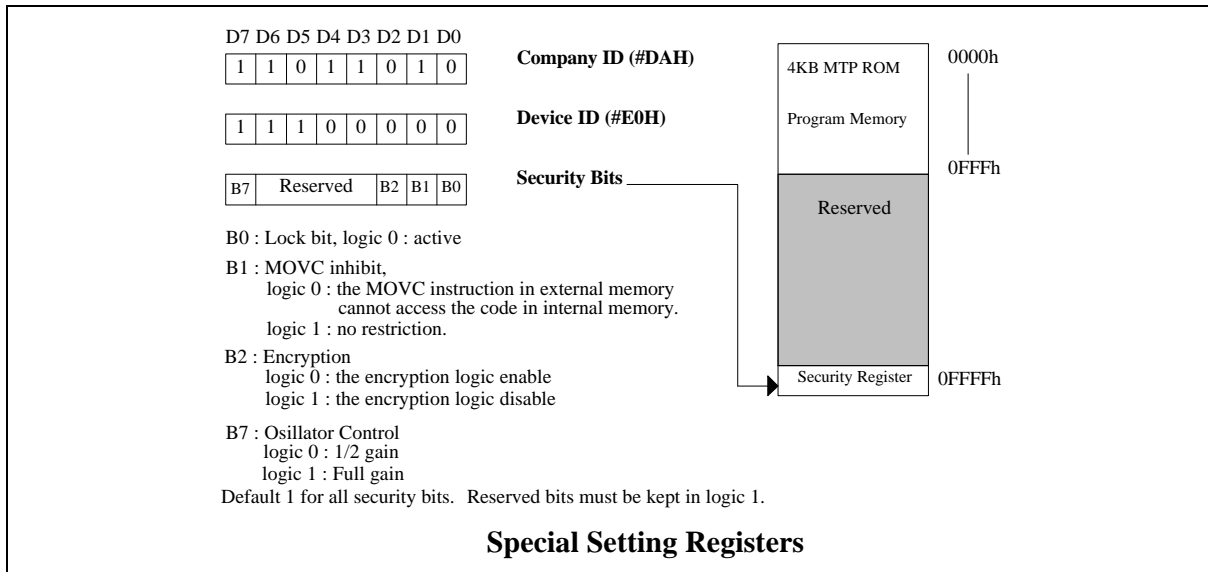 D7 D6 D5 D4 D3 D2 D1 D0
1 1 0 1 1 0 1 0
Company ID (#DAH)
1 1 1 0 0 0 0 0
Device ID (#E0H)
B7 Reserved B2 B1 B0
Security Bits
B0 : Lock bit, logic 0 : active
B1 : MOVC inhibit,
logic 0 : the MOVC instruction in external memory
cannot access the code in internal memory.
logic 1 : no restriction.
B2 : Encryption
logic 0 : the encryption logic enable
logic 1 : the encryption logic disable
B7 : Osillator Control
logic 0 : 1/2 gain
logic 1 : Full gain
Default 1 for all security bits. Reserved bits must be kept in logic 1.
4KB MTP ROM
Program Memory
0000h
0FFFh
Reserved
Security Register
0FFFFh
Special Setting Registers